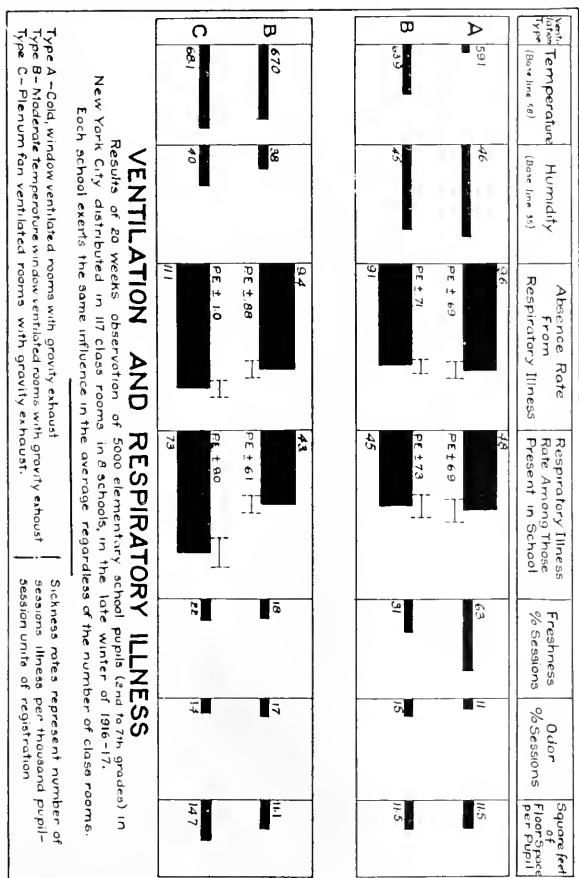 Venti-
lation
Type
Temperature
(Base line 58)
Humidity
(Base line 35)
Absence Rate
From
Respiratory Illness
Respiratory Illness
Rate Among Those
Present in School
Freshness
% Sessions
Odor
% Sessions
Square feet
of
Floor Space
per Pupil
A 59.1 46 9.6 PE ± .69 4.8 PE ± .69 63 11 11.5
B 63.9 45 9.1 PE ± .71 4.5 PE ± .73 31 15 11.5
B 67.0 38 9.4 PE ± .88 4.3 PE ± .61 18 17 11.1
C 68.1 40 11.1 PE ± 1.0 7.3 PE ± .80 22 14 14.7
VENTILATION AND RESPIRATORY ILLNESS
Results of 20 weeks observation of 5000 elementary school pupils (2nd to 7th grades) in
New York City distributed in 117 class rooms in 8 schools, in the late winter of 1916-17.
Each school exerts the same influence in the average regardless of the number of class rooms.
Type A - Cold, window ventilated rooms with gravity exhaust
Type B - Moderate temperature window ventilated rooms with gravity exhaust
Type C - Plenum fan ventilated rooms with gravity exhaust.
Sickness rates represent number of
sessions illness per thousand pupil-
session units of registration